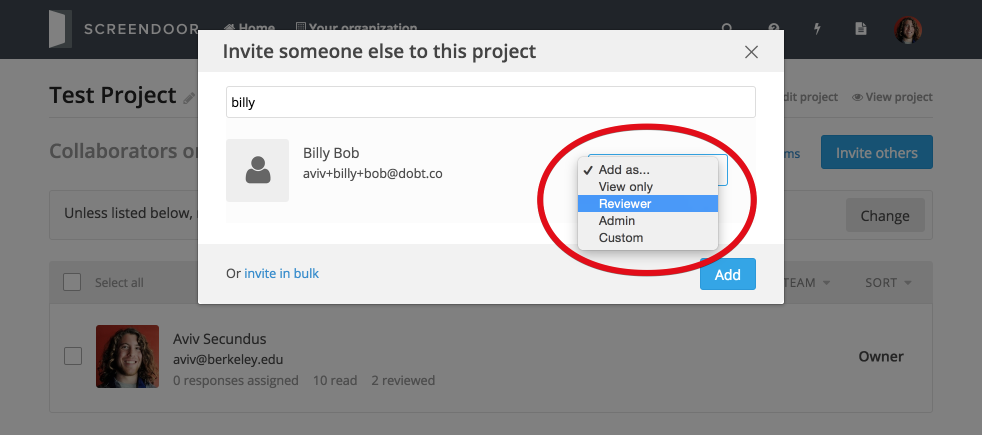 SCREENDOOR
Home
Your organization
Invite someone else to this project
Test Project
dit project
View project
billy
Collaborators o
ms
Invite others
Billy Bob
aviv+billy+bob@dobt.co
✓ Add as...
View only
Reviewer
Admin
Custom
Unless listed below,
Change
Or invite in bulk
Add
Select all
TEAM
SORT
Aviv Secundus
aviv@berkeley.edu
0 responses assigned 10 read 2 reviewed
Owner